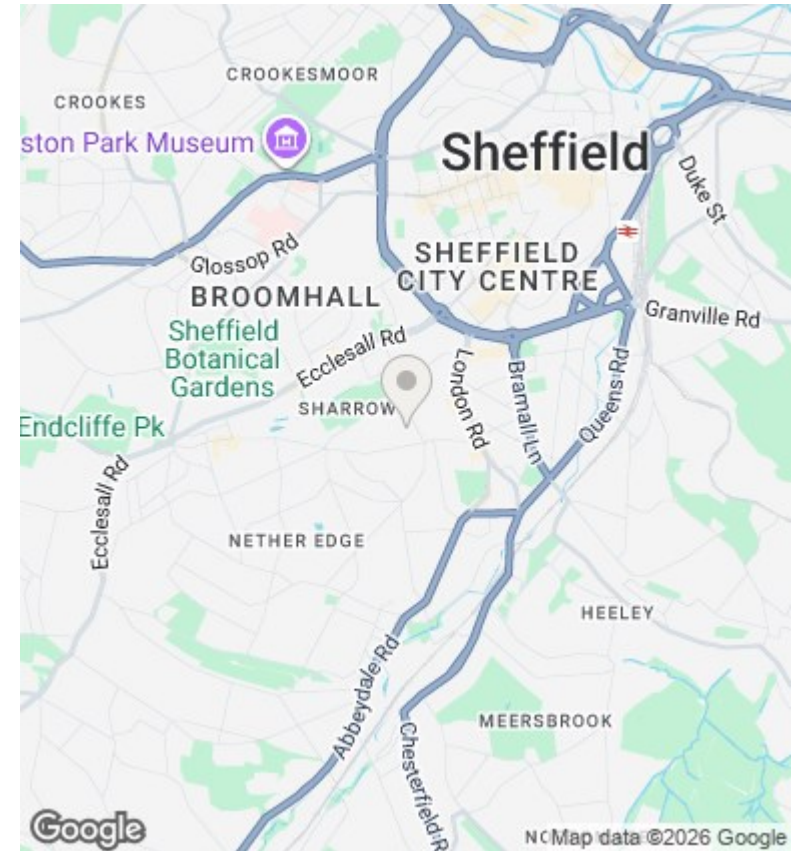 CROOKESMOOR
CROOKES
ston Park Museum
Sheffield
Duke St
Glossop Rd
SHEFFIELD
CITY CENTRE
BROOMHALL
Granville Rd
Sheffield
Botanical
Gardens
Ecclesall Rd
London Rd
Bramall Ln
Queens Rd
SHARROW
Endcliffe Pk
Ecclesall Rd
NETHER EDGE
HEELEY
Abbeydale Rd
MEERSBROOK
Chesterfield R
Google
NO
Map data ©2026 Google